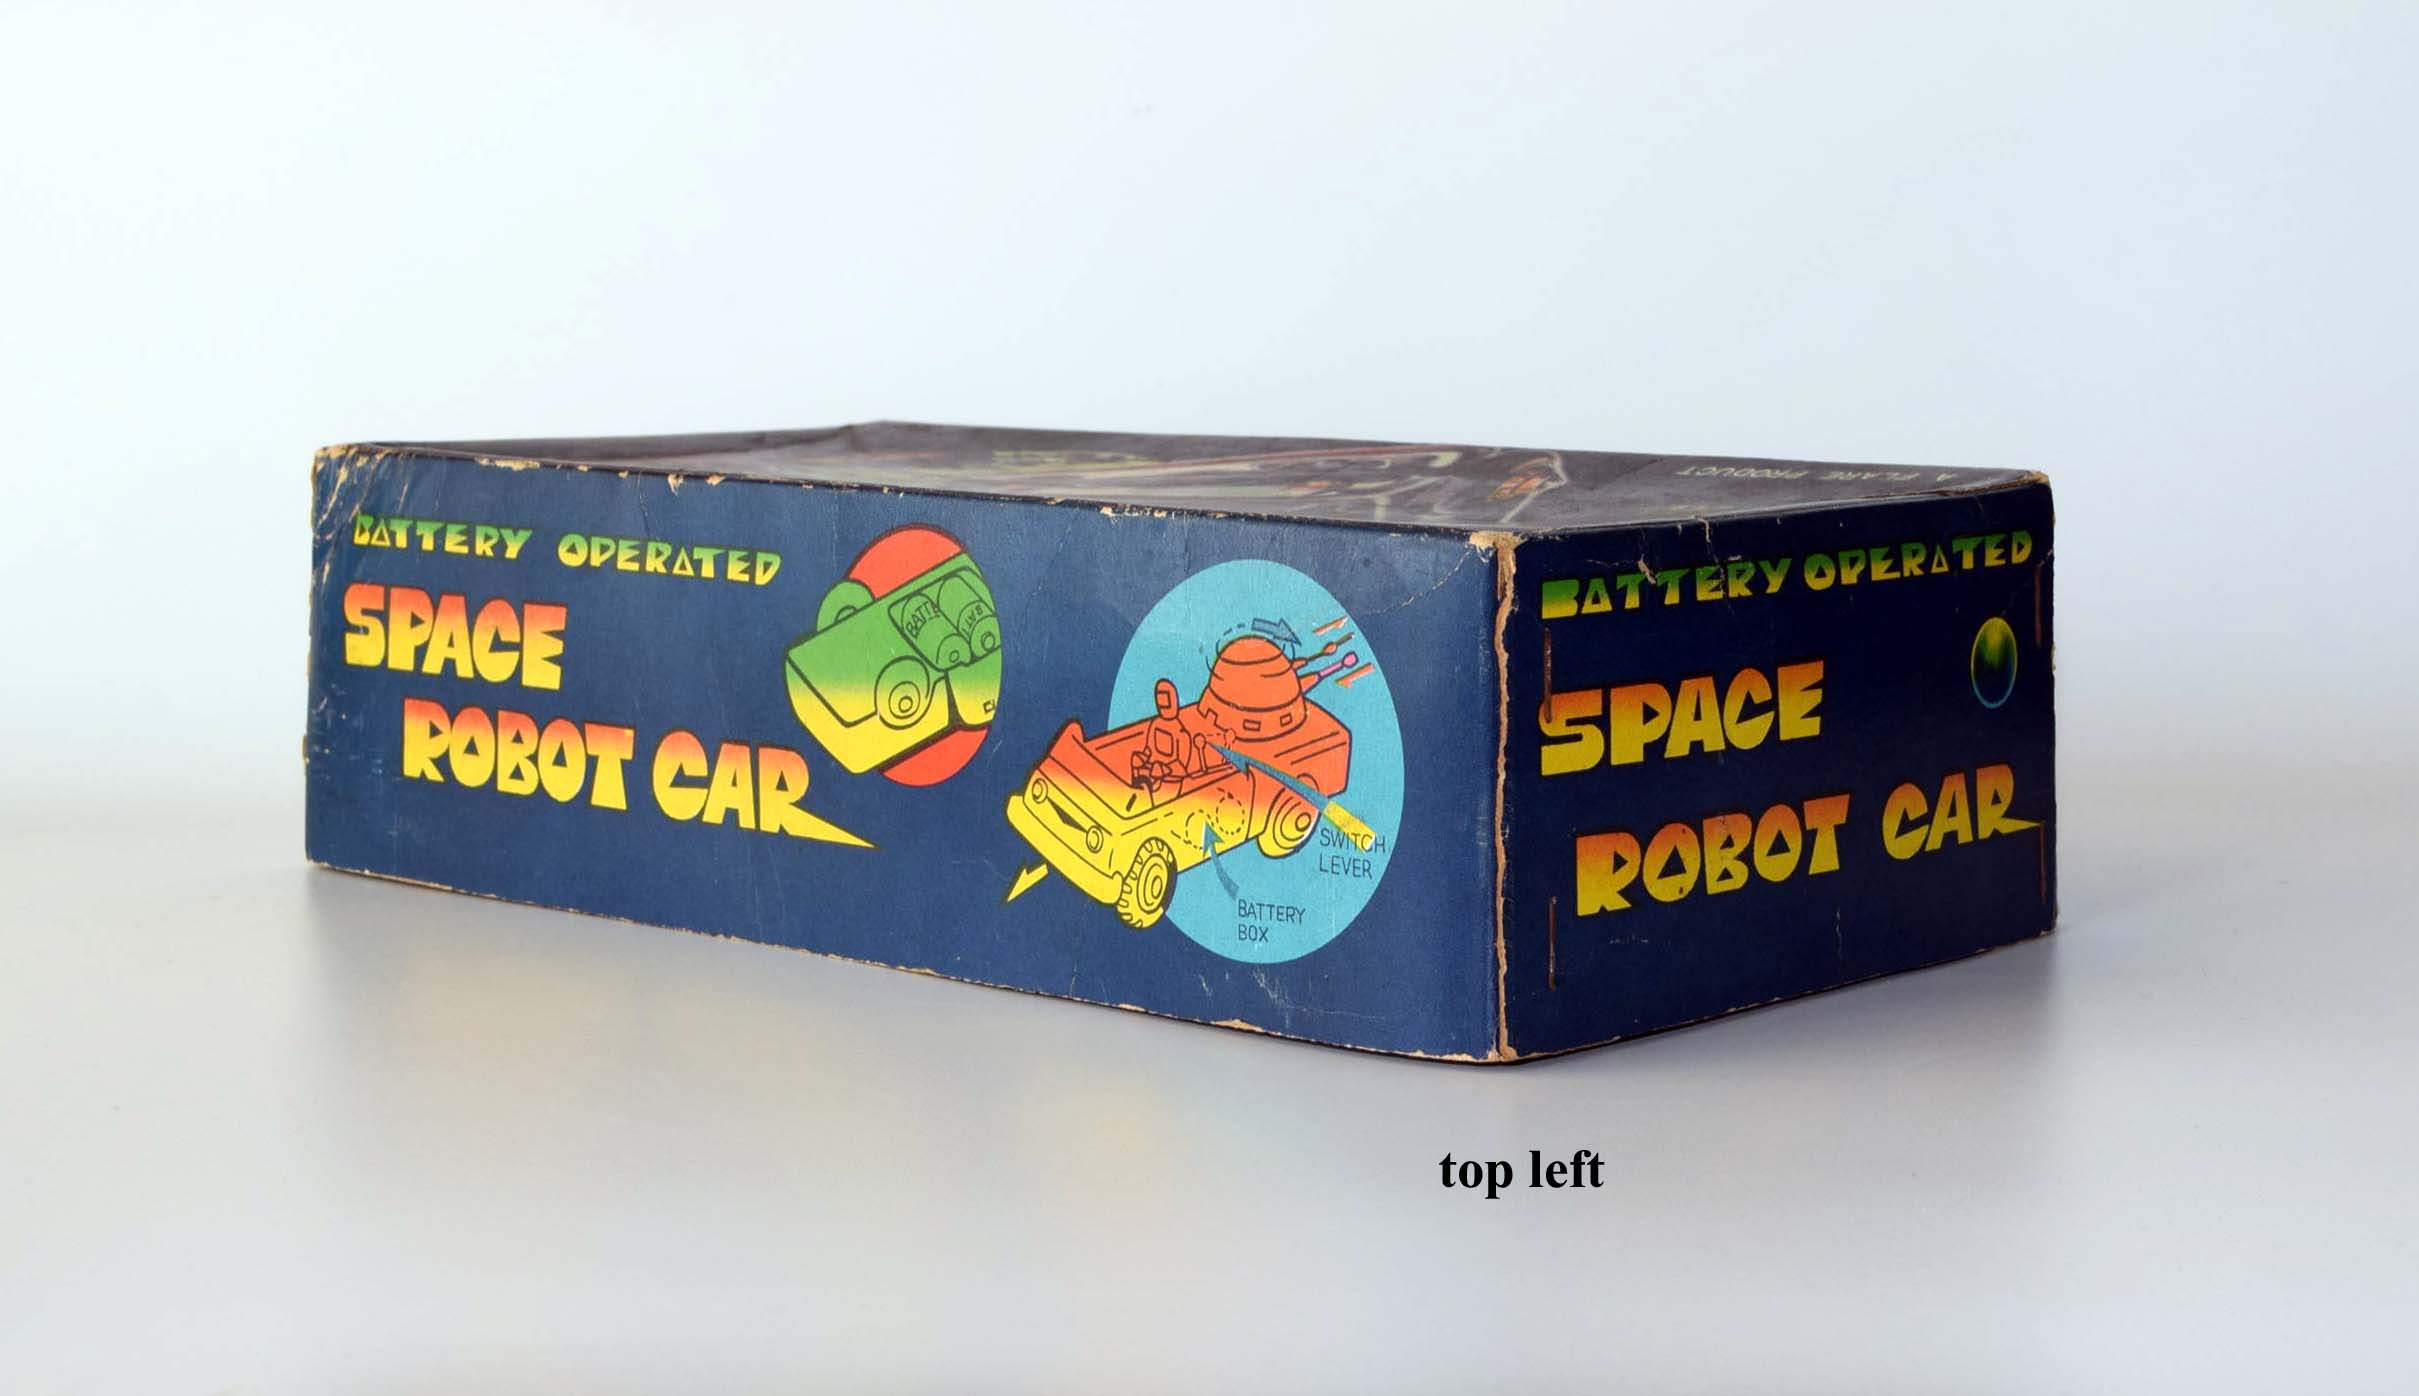 A FLARE PRODUCT
BATTERY OPERATED
SPACE
ROBOT CAR
SWITCH
LEVER
BATTERY
BOX
BATTERY OPERATED
SPACE
ROBOT CAR
top left